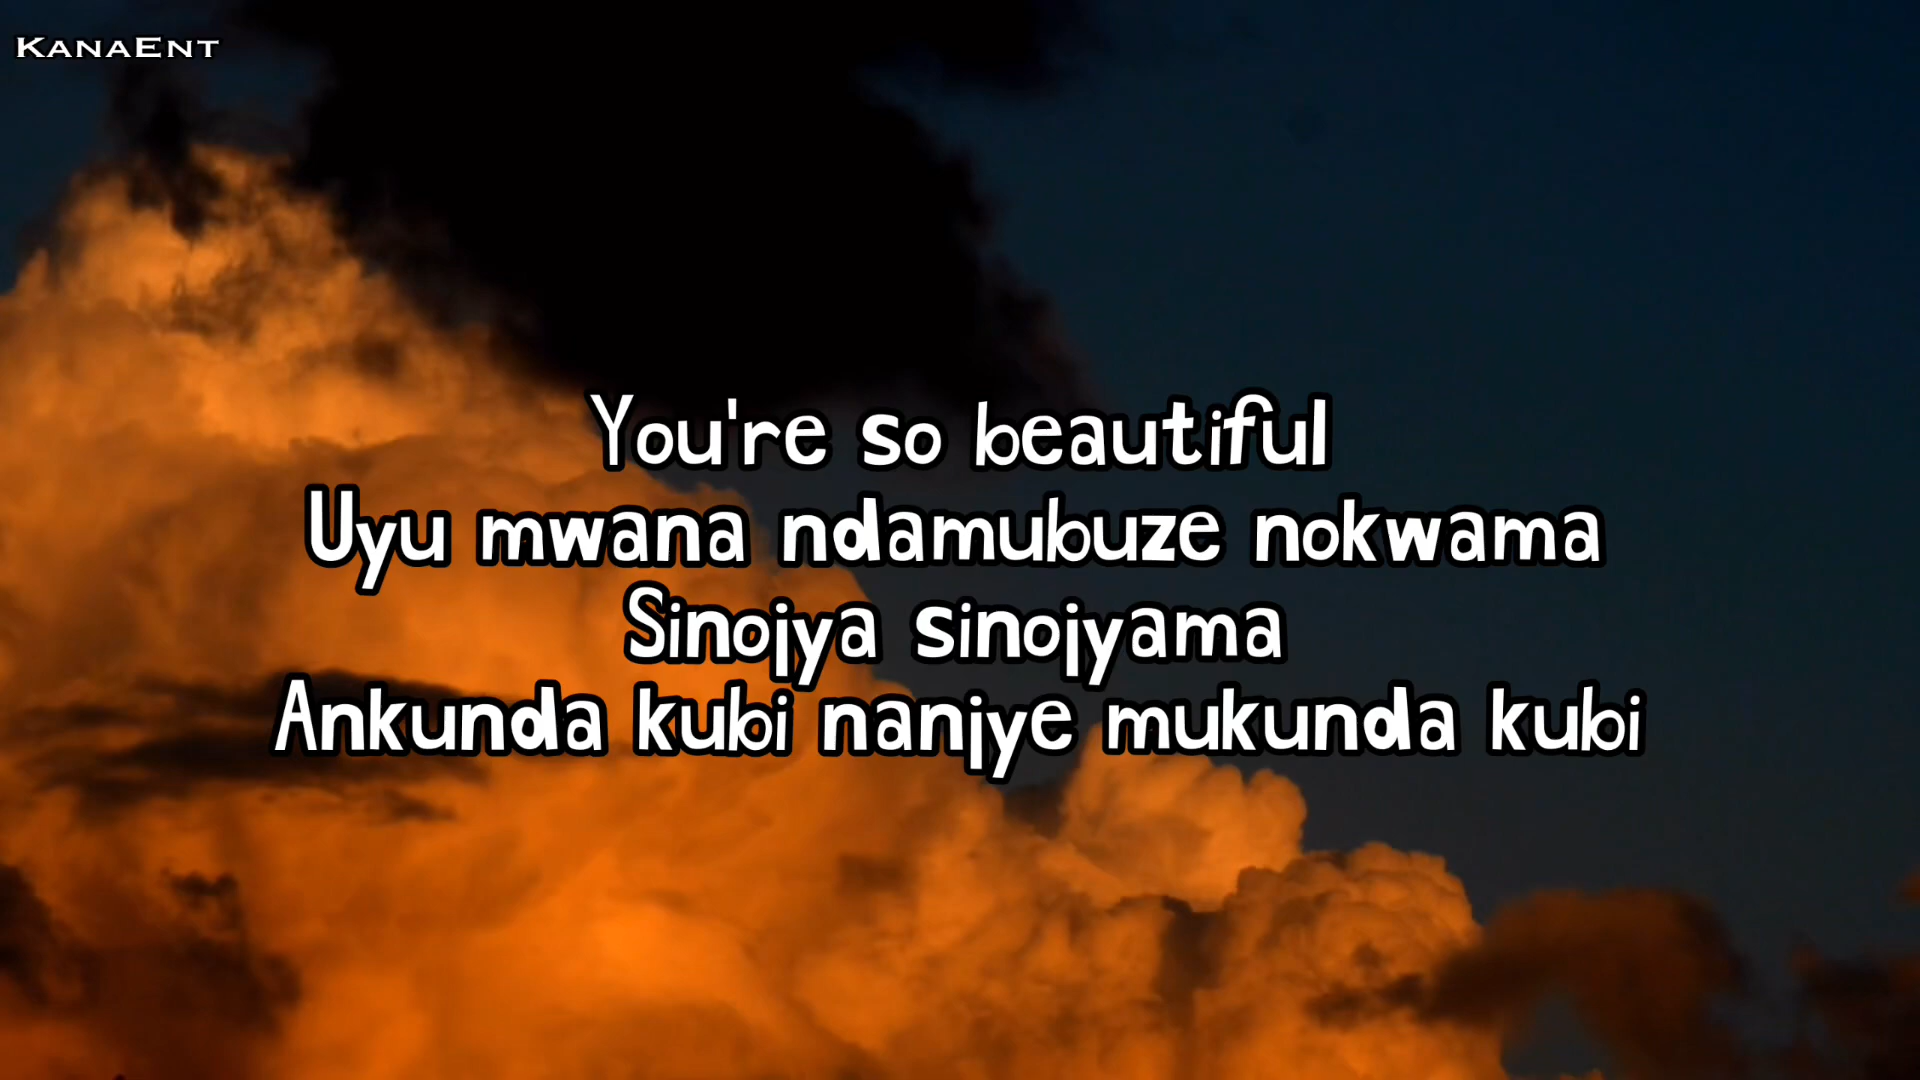 KANAENT
You're so beautiful
Uyu mwana ndamubuze nokwama
Sinojya sinojyama
Ankunda kubi nanjye mukunda kubi